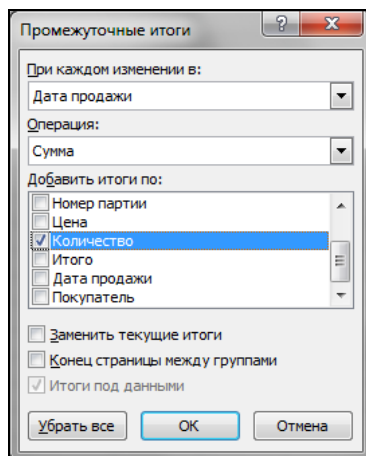 Промежуточные итоги
При каждом изменении в:
Дата продажи
Операция:
Сумма
Добавить итоги по:
Номер партии
Цена
Количество
Итого
Дата продажи
Покупатель
Заменить текущие итоги
Конец страницы между группами
Итоги под данными
Убрать все ОК Отмена